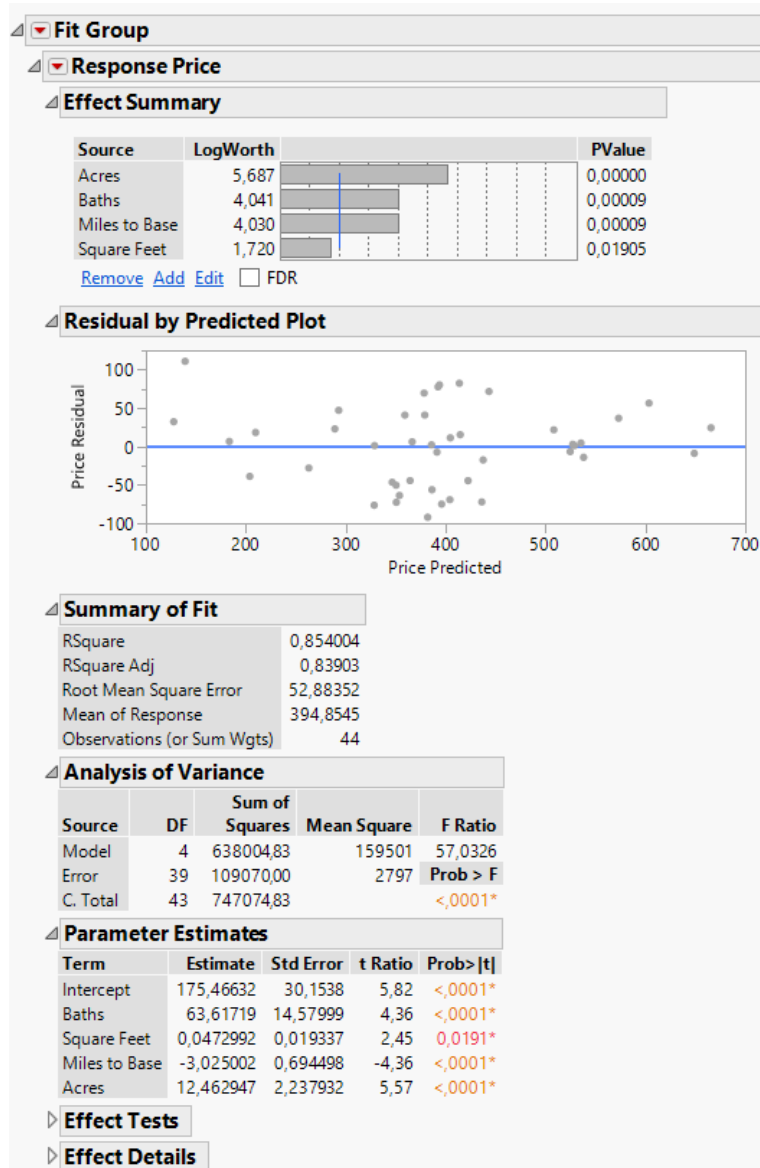 Fit Group
Response Price
Effect Summary
Source LogWorth PValue
Acres 5,687 0,00000
Baths 4,041 0,00009
Miles to Base 4,030 0,00009
Square Feet 1,720 0,01905
Remove Add Edit FDR
Residual by Predicted Plot
100
50
0
-50
-100
Price Residual
100 200 300 400 500 600 700
Price Predicted
Summary of Fit
RSquare 0,854004
RSquare Adj 0,83903
Root Mean Square Error 52,88352
Mean of Response 394,8545
Observations (or Sum Wgts) 44
Analysis of Variance
Sum of
Source DF Squares Mean Square F Ratio
Model 4 638004,83 159501 57,0326
Error 39 109070,00 2797 Prob > F
C. Total 43 747074,83 <,0001*
Parameter Estimates
Term Estimate Std Error t Ratio Prob>|t|
Intercept 175,46632 30,1538 5,82 <,0001*
Baths 63,61719 14,57999 4,36 <,0001*
Square Feet 0,0472992 0,019337 2,45 0,0191*
Miles to Base -3,025002 0,694498 -4,36 <,0001*
Acres 12,462947 2,237932 5,57 <,0001*
Effect Tests
Effect Details